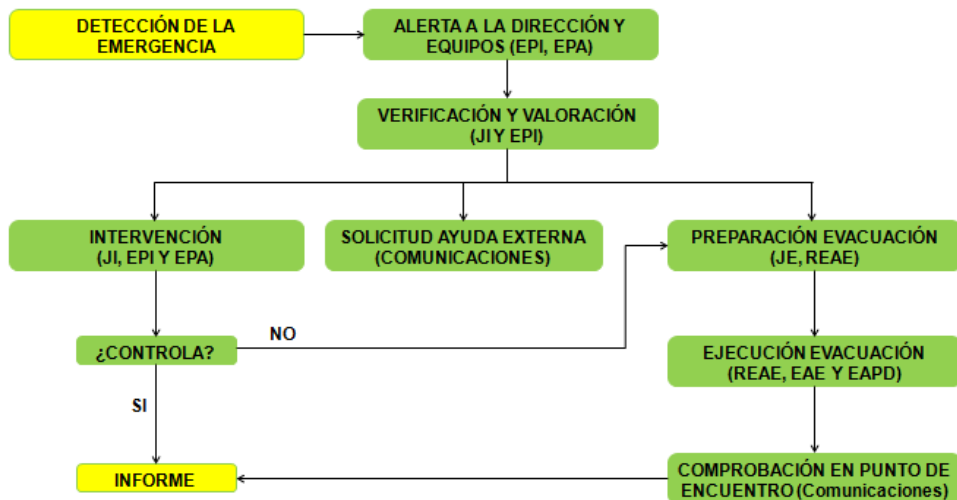 DETECCIÓN DE LA
EMERGENCIA
ALERTA A LA DIRECCIÓN Y
EQUIPOS (EPI, EPA)
VERIFICACIÓN Y VALORACIÓN
(JI Y EPI)
INTERVENCIÓN
(JI, EPI Y EPA)
SOLICITUD AYUDA EXTERNA
(COMUNICACIONES)
PREPARACIÓN EVACUACIÓN
(JE, REAE)
¿CONTROLA?
NO
EJECUCIÓN EVACUACIÓN
(REAE, EAE Y EAPD)
SI
INFORME
COMPROBACIÓN EN PUNTO DE
ENCUENTRO (Comunicaciones)